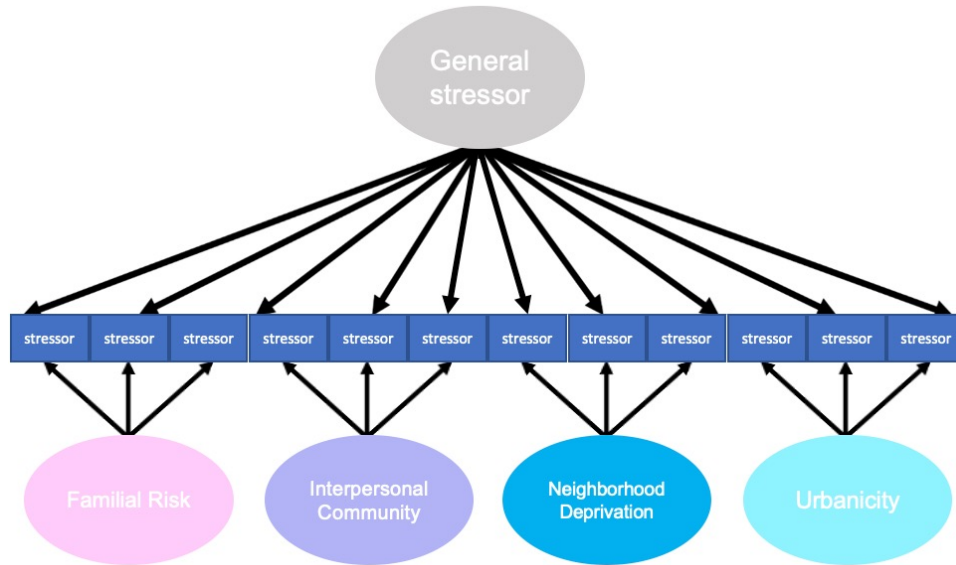 General
stressor
stressor stressor stressor stressor stressor stressor stressor stressor stressor stressor stressor stressor
Familial Risk
Interpersonal
Community
Neighborhood
Deprivation
Urbanicity